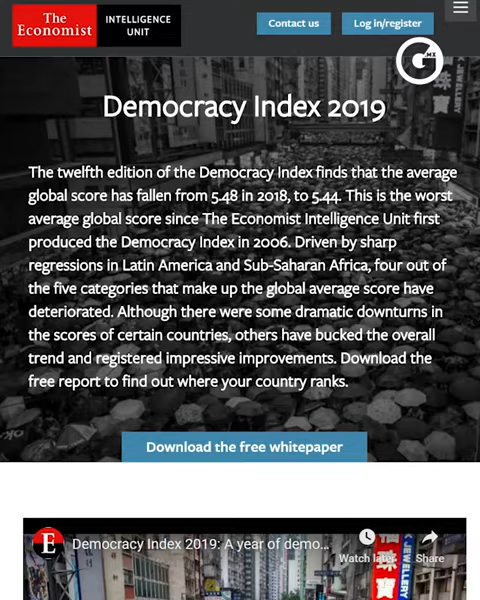 The
Economist
INTELLIGENCE
UNIT
Contact us
Log in/register
G.MX
Democracy Index 2019
The twelfth edition of the Democracy Index finds that the average
global score has fallen from 5.48 in 2018, to 5.44. This is the worst
average global score since The Economist Intelligence Unit first
produced the Democracy Index in 2006. Driven by sharp
regressions in Latin America and Sub-Saharan Africa, four out of
the five categories that make up the global average score have
deteriorated. Although there were some dramatic downturns in
the scores of certain countries, others have bucked the overall
trend and registered impressive improvements. Download the
free report to find out where your country ranks.
Download the free whitepaper
E
Democracy Index 2019: A year of demo...
Watch later
Share
JEWELLERY